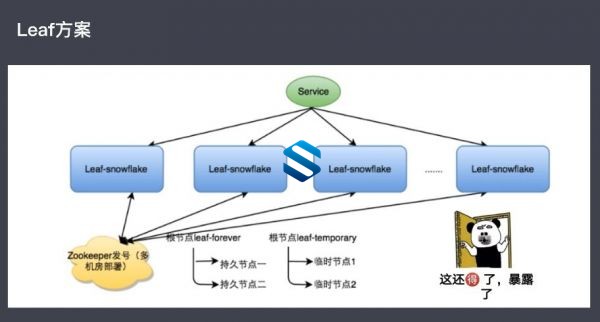 Leaf方案
Service
Leaf-snowflake
Leaf-snowflake
Leaf-snowflake
.......
Leaf-snowflake
Zookeeper发号（多
机房部署）
根节点leaf-forever
持久节点一
持久节点二
根节点leaf-temporary
临时节点1
临时节点2
这还得了，暴露
了